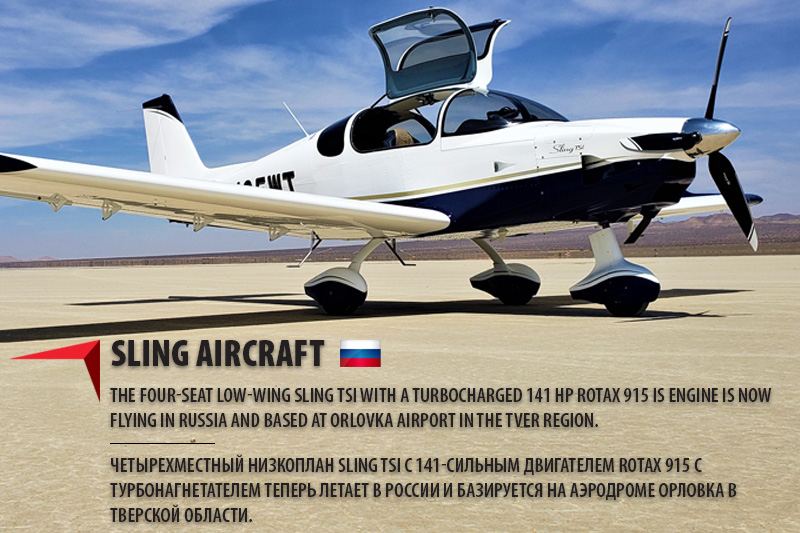 Sling TSi
SLING AIRCRAFT
THE FOUR-SEAT LOW-WING SLING TSI WITH A TURBOCHARGED 141 HP ROTAX 915 IS ENGINE IS NOW
FLYING IN RUSSIA AND BASED AT ORLOVKA AIRPORT IN THE TVER REGION.
ЧЕТЫРЕХМЕСТНЫЙ НИЗКОПЛАН SLING TSI С 141-СИЛЬНЫМ ДВИГАТЕЛЕМ ROTAX 915 С
ТУРБОНАГНЕТАТЕЛЕМ ТЕПЕРЬ ЛЕТАЕТ В РОССИИ И БАЗИРУЕТСЯ НА АЭРОДРОМЕ ОРЛОВКА В
ТВЕРСКОЙ ОБЛАСТИ.